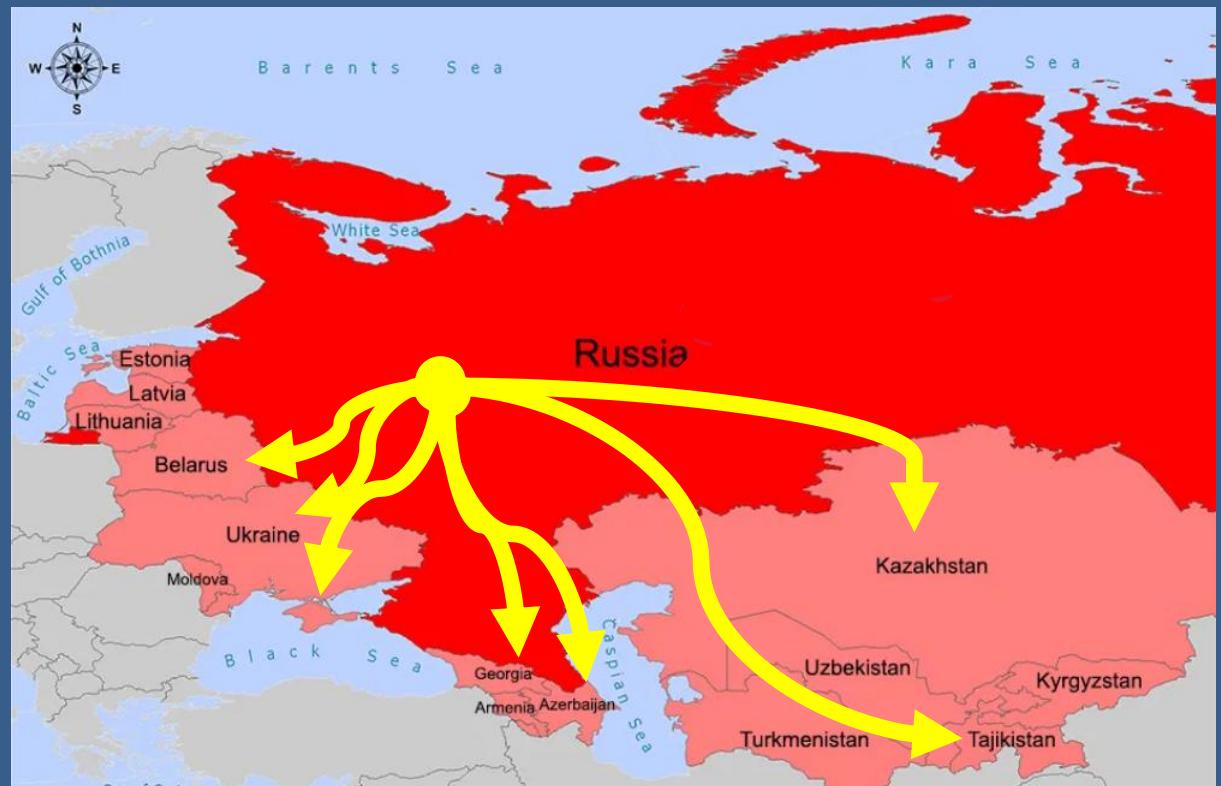 N
W E
S
Barents Sea
Kara Sea
White Sea
Gulf of Bothnia
Russia
Baltic Sea
Estonia
Latvia
Lithuania
Belarus
Ukraine
Kazakhstan
Moldova
Black Sea
Caspian Sea
Georgia
Uzbekistan
Kyrgyzstan
Armenia
Azerbaijan
Turkmenistan
Tajikistan